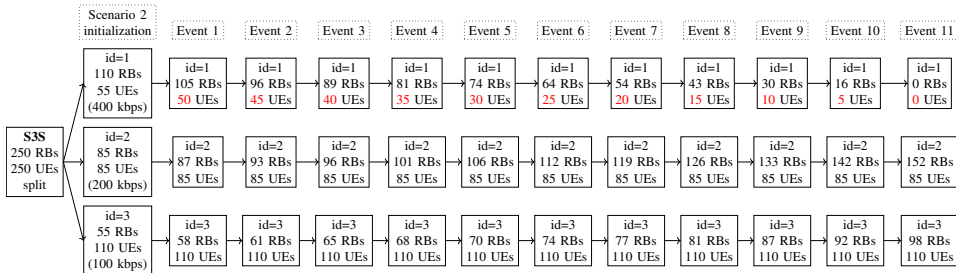 Scenario 2
initialization
Event 1
Event 2
Event 3
Event 4
Event 5
Event 6
Event 7
Event 8
Event 9
Event 10
Event 11
S3S
250 RBs
250 UEs
split
id=1
110 RBs
55 UEs
(400 kbps)
id=1
105 RBs
50 UEs
id=1
96 RBs
45 UEs
id=1
89 RBs
40 UEs
id=1
81 RBs
35 UEs
id=1
74 RBs
30 UEs
id=1
64 RBs
25 UEs
id=1
54 RBs
20 UEs
id=1
43 RBs
15 UEs
id=1
30 RBs
10 UEs
id=1
16 RBs
5 UEs
id=1
0 RBs
0 UEs
id=2
85 RBs
85 UEs
(200 kbps)
id=2
87 RBs
85 UEs
id=2
93 RBs
85 UEs
id=2
96 RBs
85 UEs
id=2
101 RBs
85 UEs
id=2
106 RBs
85 UEs
id=2
112 RBs
85 UEs
id=2
119 RBs
85 UEs
id=2
126 RBs
85 UEs
id=2
133 RBs
85 UEs
id=2
142 RBs
85 UEs
id=2
152 RBs
85 UEs
id=3
55 RBs
110 UEs
(100 kbps)
id=3
58 RBs
110 UEs
id=3
61 RBs
110 UEs
id=3
65 RBs
110 UEs
id=3
68 RBs
110 UEs
id=3
70 RBs
110 UEs
id=3
74 RBs
110 UEs
id=3
77 RBs
110 UEs
id=3
81 RBs
110 UEs
id=3
87 RBs
110 UEs
id=3
92 RBs
110 UEs
id=3
98 RBs
110 UEs